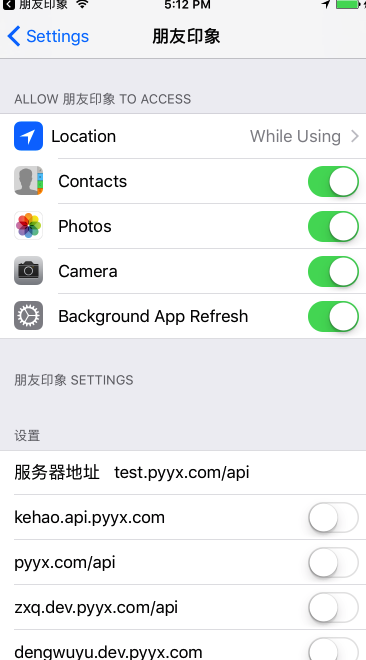 朋友印象 5:12 PM
Settings 朋友印象
ALLOW 朋友印象 TO ACCESS
Location While Using
Contacts
Photos
Camera
Background App Refresh
朋友印象 SETTINGS
设置
服务器地址 test.pyyx.com/api
kehao.api.pyyx.com
pyyx.com/api
zxq.dev.pyyx.com/api
dengwuyu.dev.pyyx.com